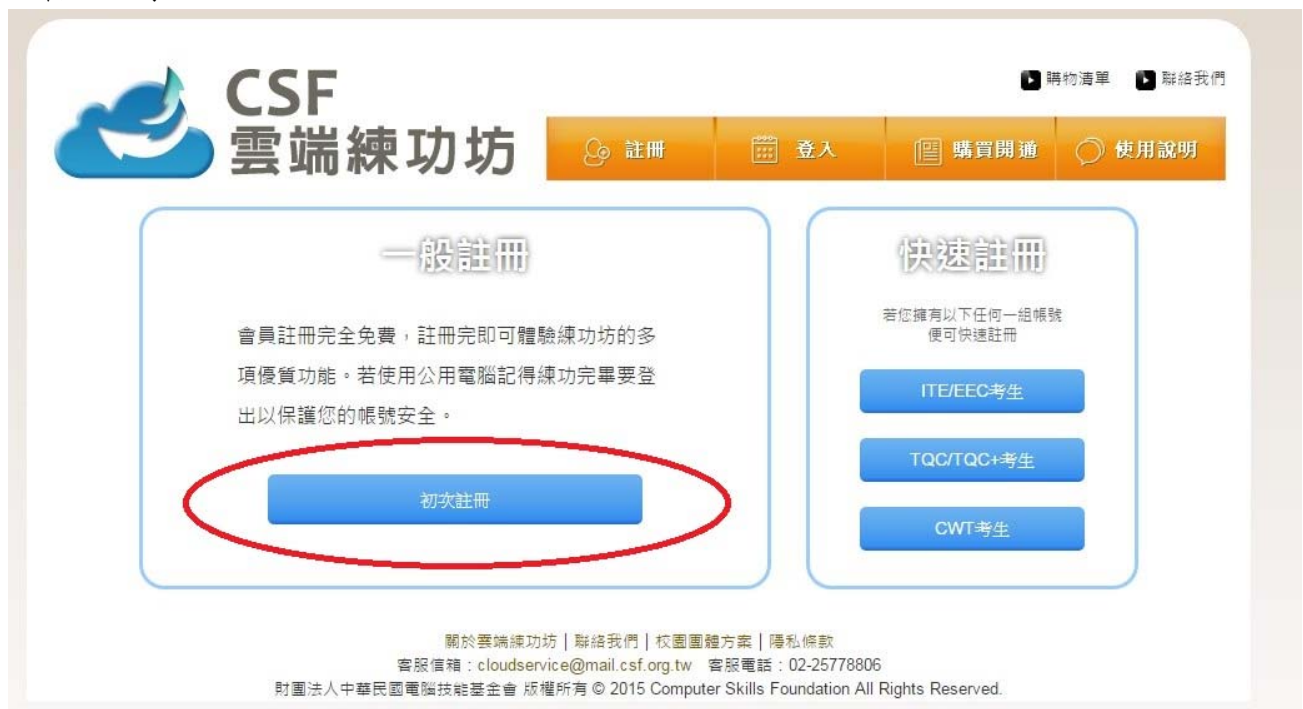 購物清單 聯絡我們
CSF
雲端練功坊
註冊 登入 購買開通 使用說明
一般註冊
會員註冊完全免費，註冊完即可體驗練功坊的多
項優質功能。若使用公用電腦記得練功完畢要登
出以保護您的帳號安全。
初次註冊
快速註冊
若您擁有以下任何一組帳號
便可快速註冊
ITE/EEC考生
TQC/TQC+考生
CWT考生
關於雲端練功坊 | 聯絡我們 | 校園團體方案 | 隱私條款
客服信箱：cloudservice@mail.csf.org.tw 客服電話：02-25778806
財團法人中華民國電腦技能基金會 版權所有 © 2015 Computer Skills Foundation All Rights Reserved.